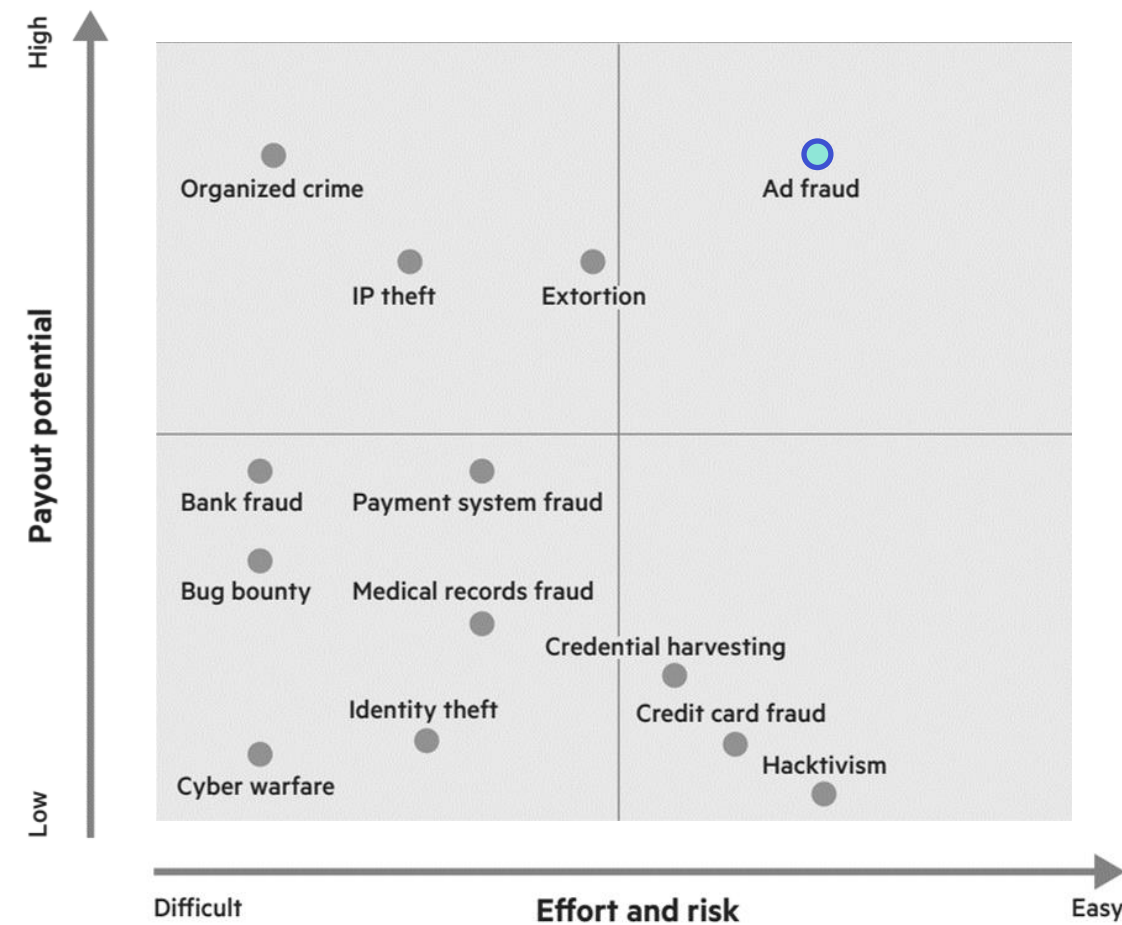 High
Organized crime
Ad fraud
IP theft
Extortion
Payout potential
Bank fraud
Payment system fraud
Bug bounty
Medical records fraud
Credential harvesting
Identity theft
Credit card fraud
Hacktivism
Cyber warfare
Low
Difficult
Effort and risk
Easy